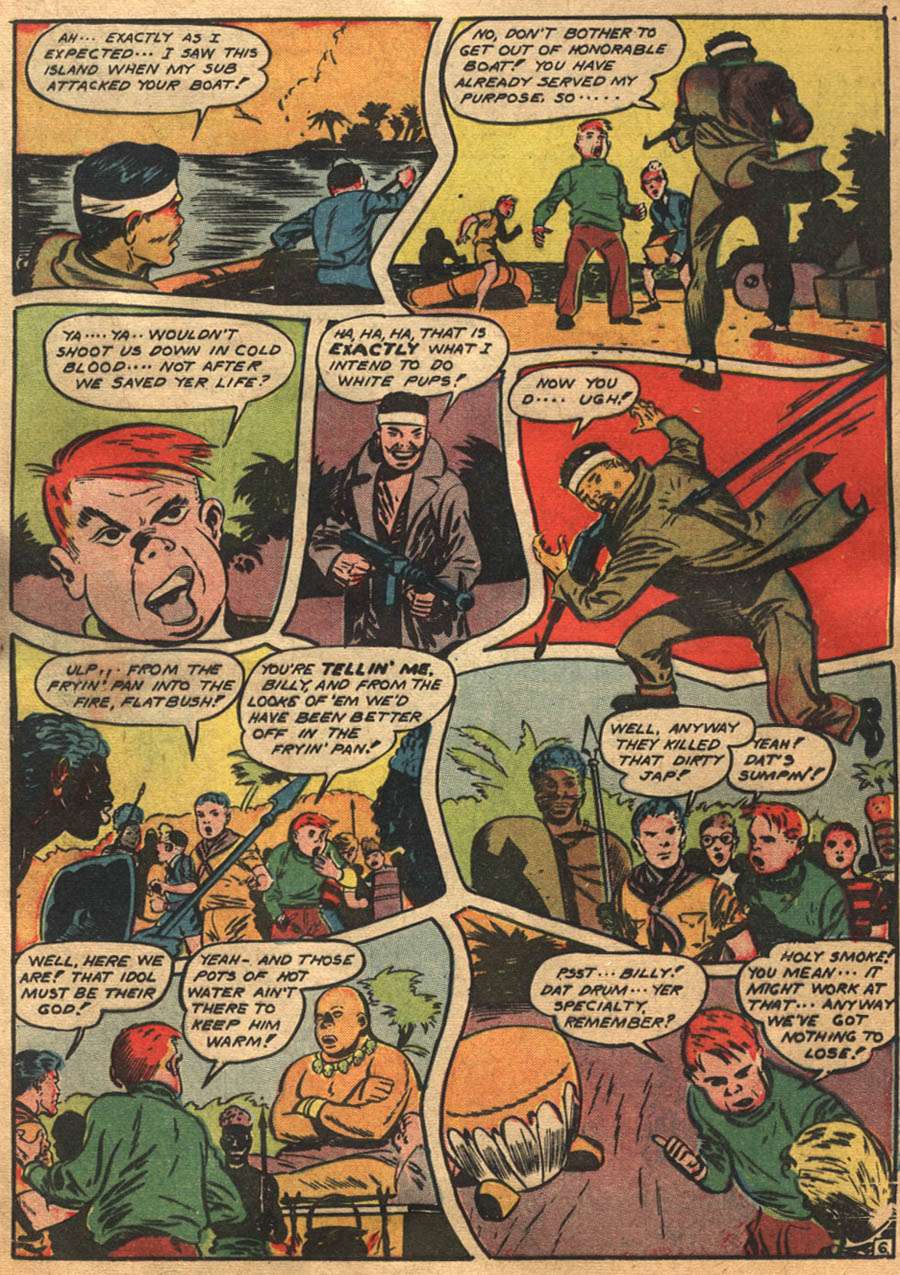 AH--- EXACTLY AS I
EXPECTED--- I SAW THIS
ISLAND WHEN MY SUB
ATTACKED YOUR BOAT!
NO, DON'T BOTHER TO
GET OUT OF HONORABLE
BOAT! YOU HAVE
ALREADY SERVED MY
PURPOSE, SO-----
YA----YA-- WOULDN'T
SHOOT US DOWN IN COLD
BLOOD---- NOT AFTER
WE SAVED YER LIFE?
HA, HA, HA, THAT IS
EXACTLY WHAT I
INTEND TO DO
WHITE PUPS!
NOW YOU
D---- UGH!
ULP,,- FROM THE
FRYIN' PAN INTO THE
FIRE, FLATBUSH!
YOU'RE TELLIN' ME,
BILLY, AND FROM THE
LOOKS OF 'EM WE'D
HAVE BEEN BETTER
OFF IN THE
FRYIN' PAN!
WELL, ANYWAY
THEY KILLED
THAT DIRTY
JAP!
YEAH!
DAT'S
SUMPIN'!
WELL, HERE WE
ARE! THAT IDOL
MUST BE THEIR
GOD!
YEAH- AND THOSE
POTS OF HOT
WATER AIN'T
THERE TO
KEEP HIM
WARM!
PSST--- BILLY!
DAT DRUM--- YER
SPECIALTY,
REMEMBER?
HOLY SMOKE!
YOU MEAN--- IT
MIGHT WORK AT
THAT--- ANYWAY
WE'VE GOT
NOTHING TO
LOSE!
6